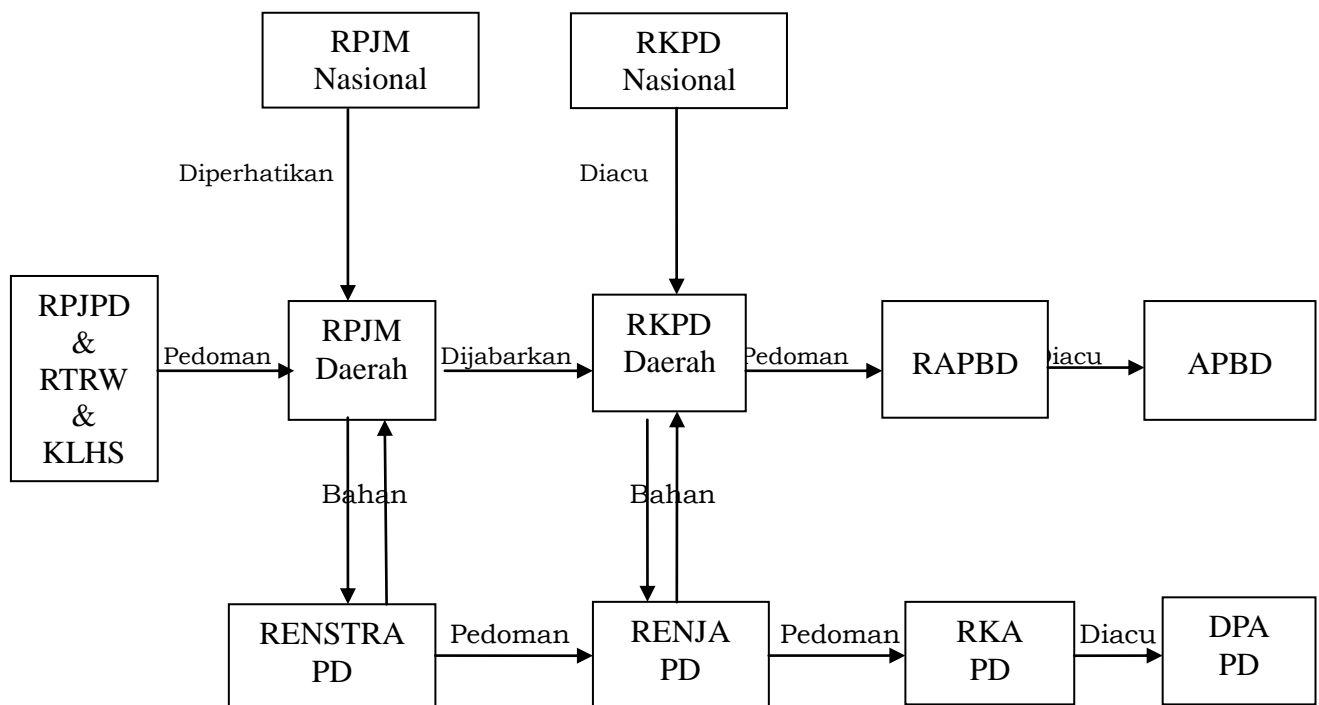 RPJM
Nasional
RKPD
Nasional
Diperhatikan
Diacu
RPJPD
&
RTRW
&
KLHS
Pedoman
RPJM
Daerah
Dijabarkan
RKPD
Daerah
Pedoman
RAPBD
Diacu
APBD
Bahan
Bahan
RENSTRA
PD
Pedoman
RENJA
PD
Pedoman
RKA
PD
Diacu
DPA
PD